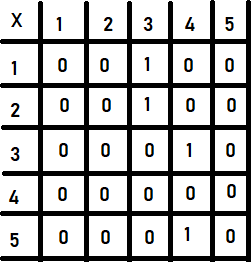 X 1 2 3 4 5
1 0 0 1 0 0
2 0 0 1 0 0
3 0 0 0 1 0
4 0 0 0 0 0
5 0 0 0 1 0